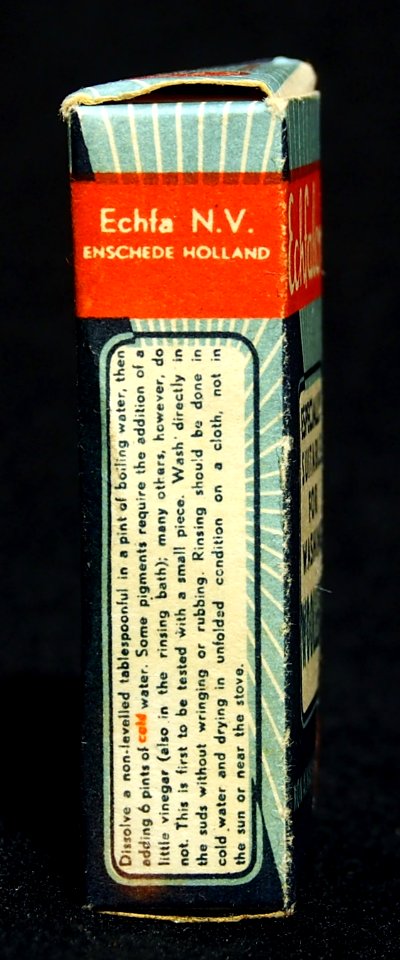 Echfa N.V.
ENSCHEDE HOLLAND
Dissolve a non-levelled tablespoonful in a pint of boiling water, then
adding 6 pints of cold water. Some pigments require the addition of a
little vinegar (also in the rinsing bath); many others, however, do
not. This is first to be tested with a small piece. Wash directly in
the suds without wringing or rubbing. Rinsing should be done in
cold water and drying in unfolded condition on a cloth, not in
the sun or near the stove.
FOR